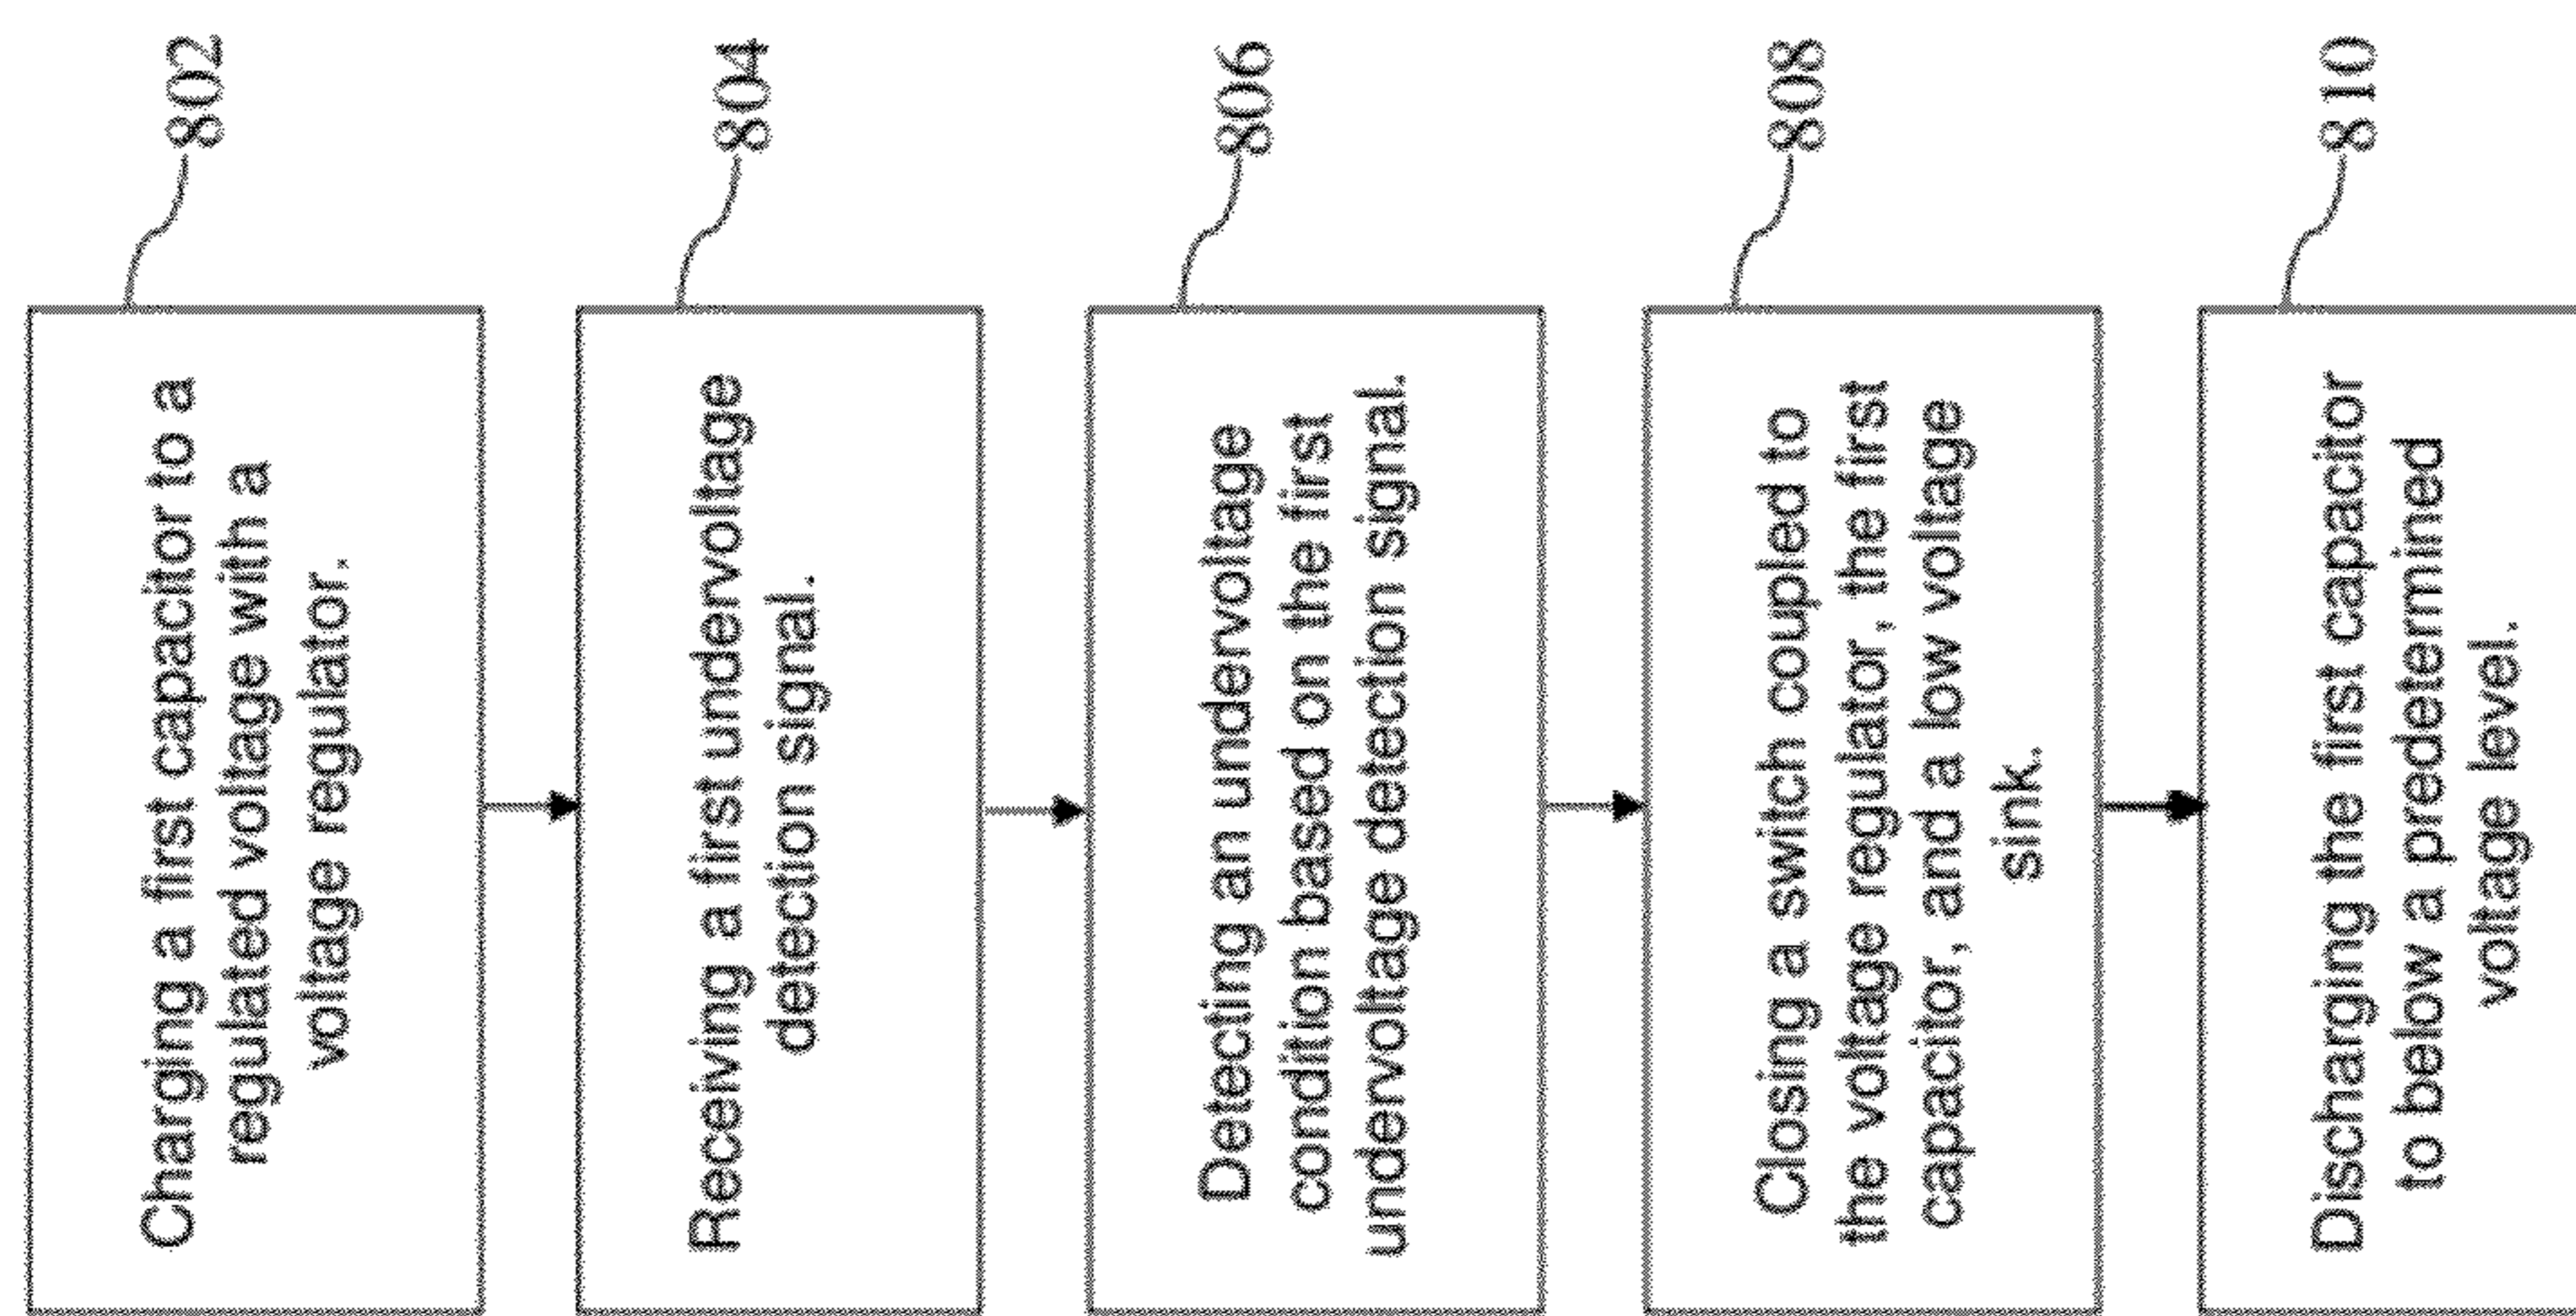 802
Charging a first capacitor to a
regulated voltage with a
voltage regulator.
804
Receiving a first undervoltage
detection signal.
806
Detecting an undervoltage
condition based on the first
undervoltage detection signal.
808
Closing a switch coupled to
the voltage regulator, the first
capacitor, and a low voltage
sink.
810
Discharging the first capacitor
to below a predetermined
voltage level.